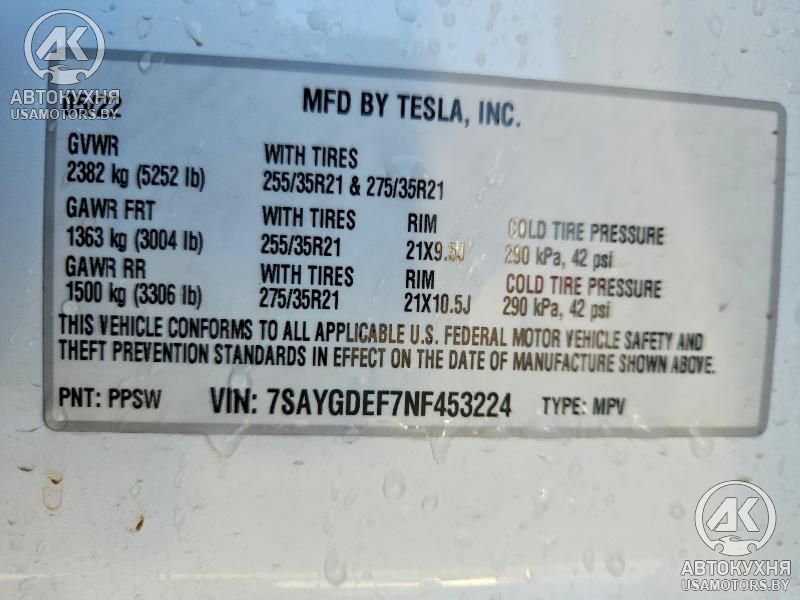 АК
АВТОКУХНЯ
USAMOTORS.BY
MFD BY TESLA, INC.
GVWR
2382 kg (5252 lb)
WITH TIRES
255/35R21 & 275/35R21
GAWR FRT
1363 kg (3004 lb)
WITH TIRES
255/35R21
RIM
21X9.5J
COLD TIRE PRESSURE
290 kPa, 42 psi
GAWR RR
1500 kg (3306 lb)
WITH TIRES
275/35R21
RIM
21X10.5J
COLD TIRE PRESSURE
290 kPa, 42 psi
THIS VEHICLE CONFORMS TO ALL APPLICABLE U.S. FEDERAL MOTOR VEHICLE SAFETY AND
THEFT PREVENTION STANDARDS IN EFFECT ON THE DATE OF MANUFACTURE SHOWN ABOVE.
PNT: PPSW VIN: 7SAYGDEF7NF453224 TYPE: MPV
АК
АВТОКУХНЯ
USAMOTORS.BY